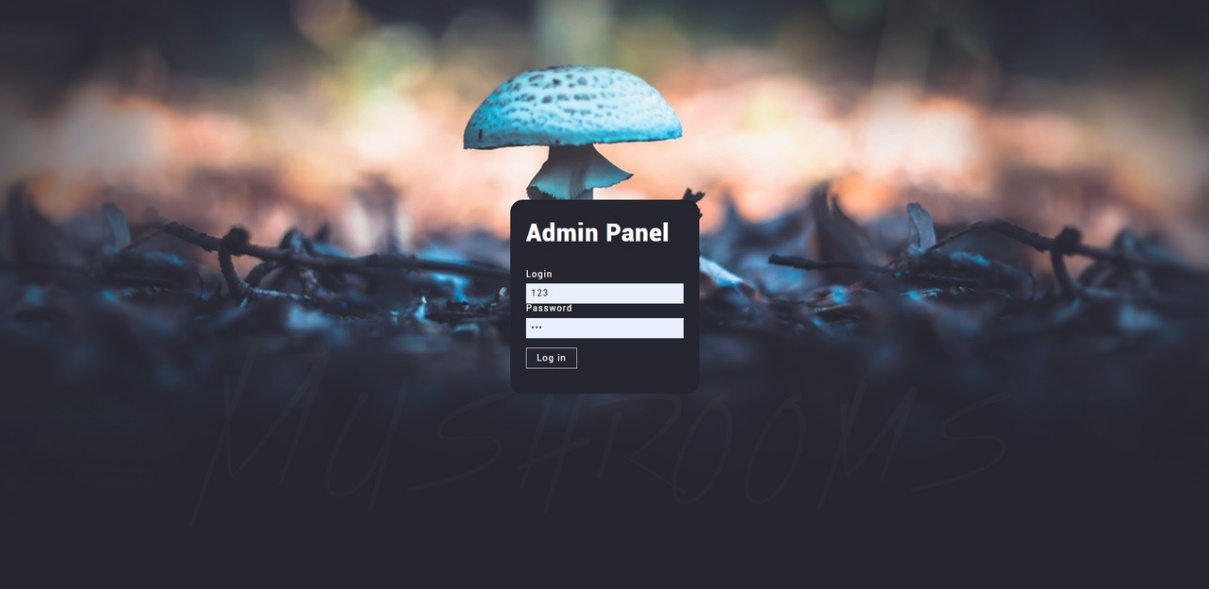 Admin Panel
Login
123
Password
•••
Log in
MUSHROOMS